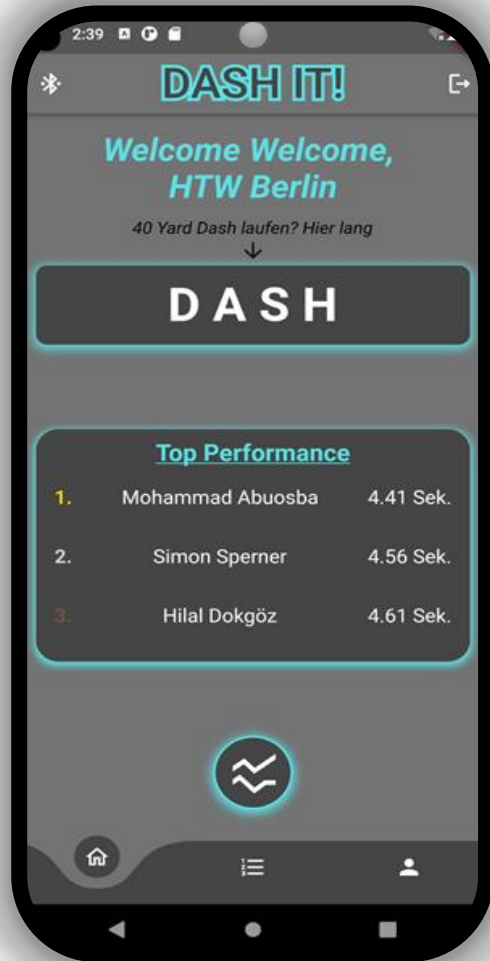 2:39
DASH IT!
Welcome Welcome,
HTW Berlin
40 Yard Dash laufen? Hier lang
DASH
Top Performance
1. Mohammad Abuosba 4.41 Sek.
2. Simon Sperner 4.56 Sek.
3. Hilal Dokgöz 4.61 Sek.